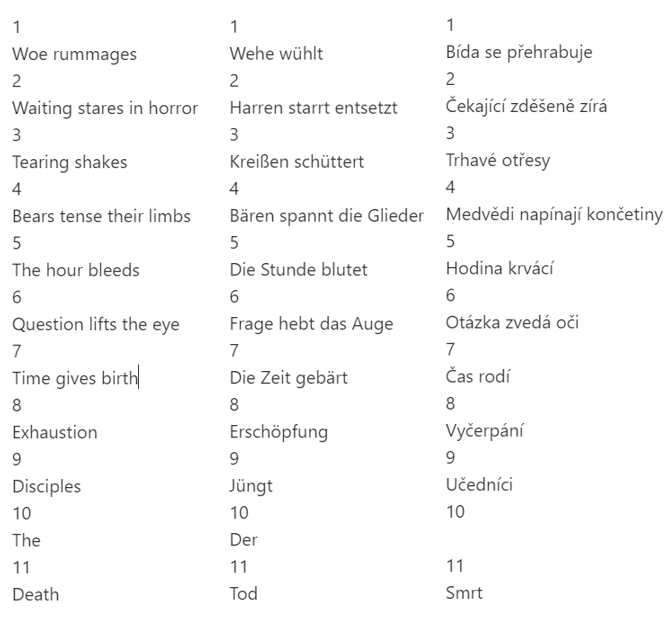 1
Woe rummages
2
Waiting stares in horror
3
Tearing shakes
4
Bears tense their limbs
5
The hour bleeds
6
Question lifts the eye
7
Time gives birth
8
Exhaustion
9
Disciples
10
The
11
Death
1
Wehe wühlt
2
Harren starrt entsetzt
3
Kreißen schüttert
4
Bären spannt die Glieder
5
Die Stunde blutet
6
Frage hebt das Auge
7
Die Zeit gebärt
8
Erschöpfung
9
Jüngt
10
Der
11
Tod
1
Bída se přehrabuje
2
Čekající zděšeně zírá
3
Trhavé otřesy
4
Medvědi napínají končetiny
5
Hodina krvácí
6
Otázka zvedá oči
7
Čas rodí
8
Vyčerpání
9
Učedníci
10
11
Smrt